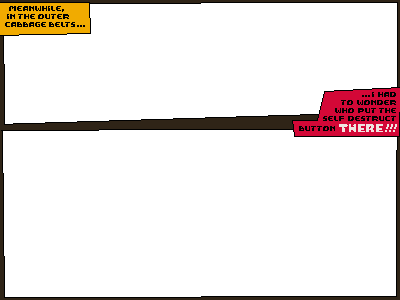 MEANWHILE,
IN THE OUTER
CABBAGE BELTS...
...I HAD
TO WONDER
WHO PUT THE
SELF DESTRUCT
BUTTON THERE!!!